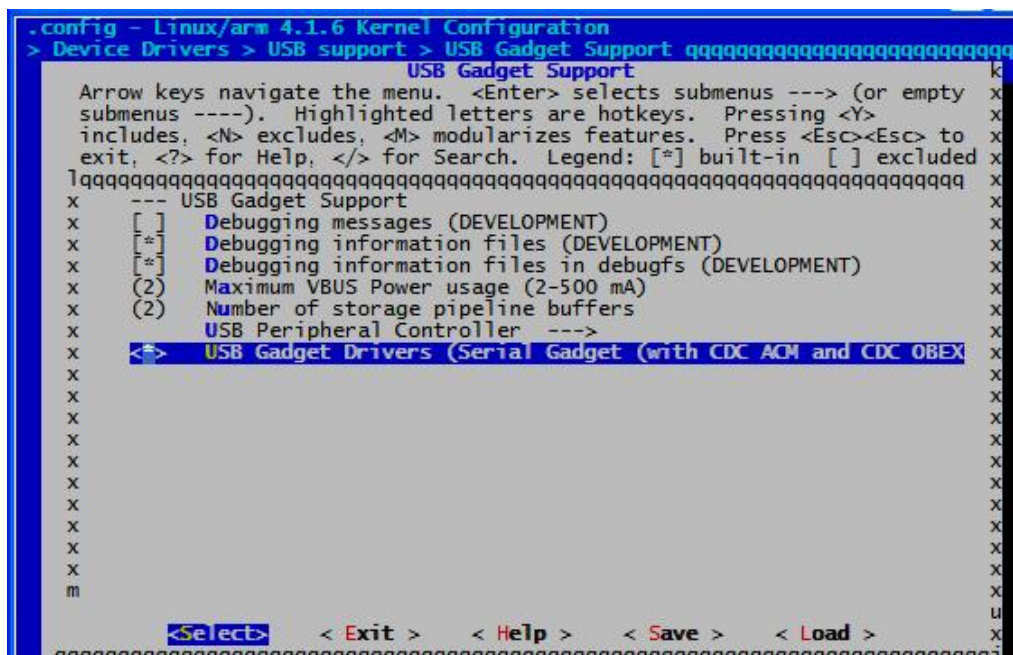 .config - Linux/arm 4.1.6 Kernel Configuration
> Device Drivers > USB support > USB Gadget Support qqqqqqqqqqqqqqqqqqqqqqqqq
USB Gadget Support k
Arrow keys navigate the menu. <Enter> selects submenus ---> (or empty x
submenus ----). Highlighted letters are hotkeys. Pressing <Y> x
includes, <N> excludes, <M> modularizes features. Press <Esc><Esc> to x
exit, <?> for Help, </> for Search. Legend: [*] built-in [ ] excluded x
lqqqqqqqqqqqqqqqqqqqqqqqqqqqqqqqqqqqqqqqqqqqqqqqqqqqqqqqqqqqqqqqqqqq x
x --- USB Gadget Support x
x [ ] Debugging messages (DEVELOPMENT) x
x [*] Debugging information files (DEVELOPMENT) x
x [*] Debugging information files in debugfs (DEVELOPMENT) x
x (2) Maximum VBUS Power usage (2-500 mA) x
x (2) Number of storage pipeline buffers x
x USB Peripheral Controller ---> x
x <*> USB Gadget Drivers (Serial Gadget (with CDC ACM and CDC OBEX x
x x
x x
x x
x x
x x
x x
x x
x x
x x
x x
m x
u
<Select> < Exit > < Help > < Save > < Load > x